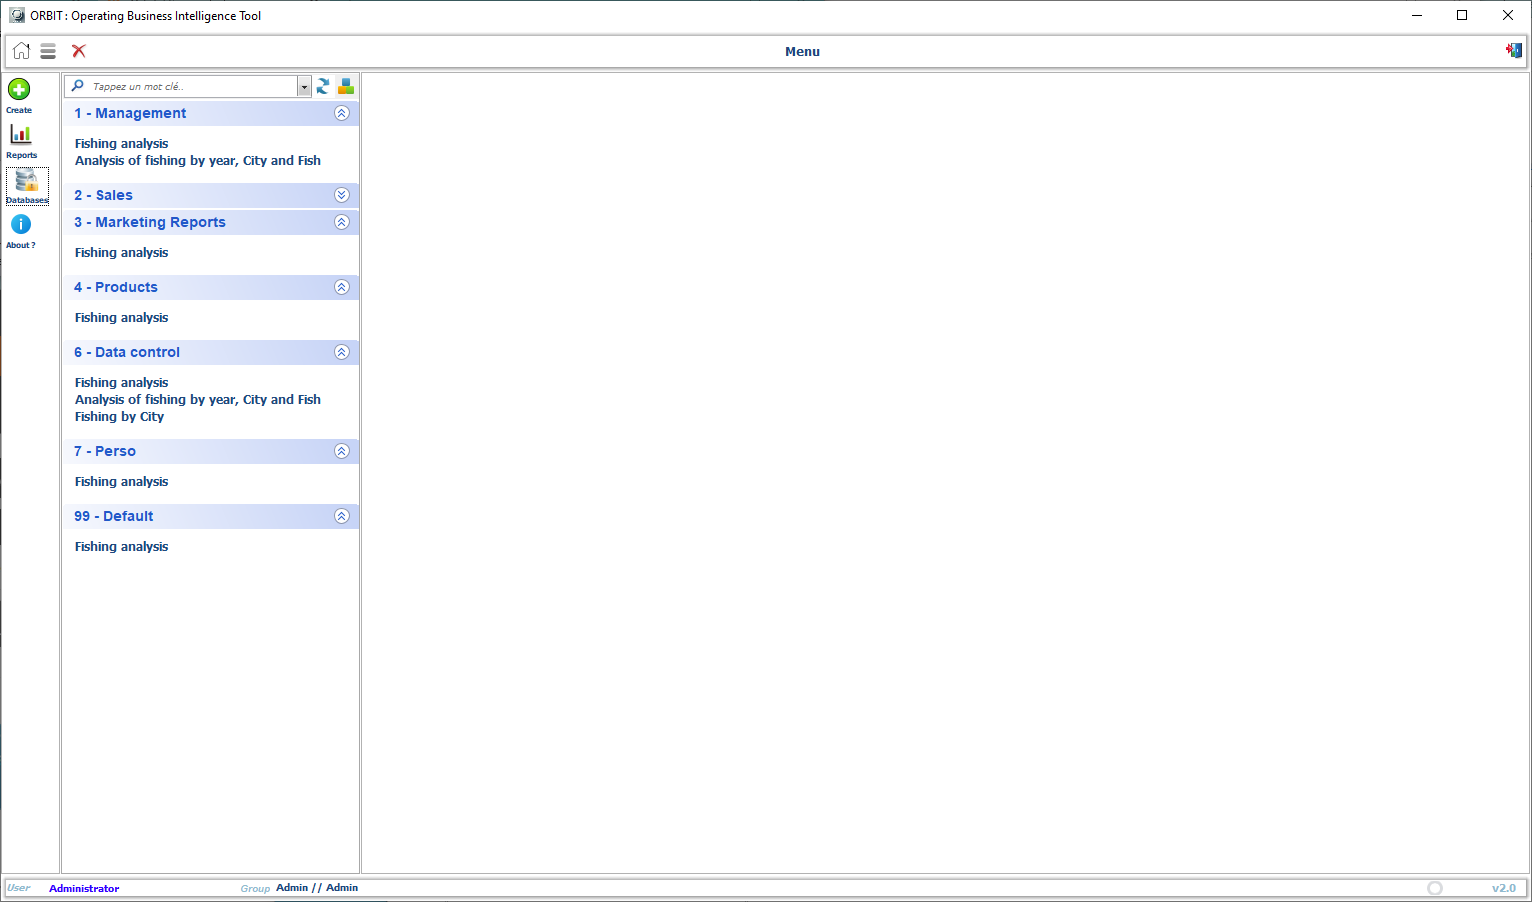 ORBIT : Operating Business Intelligence Tool
Menu
Create
Reports
Databases
About ?
Tappez un mot clé..
1 - Management
Fishing analysis
Analysis of fishing by year, City and Fish
2 - Sales
3 - Marketing Reports
Fishing analysis
4 - Products
Fishing analysis
6 - Data control
Fishing analysis
Analysis of fishing by year, City and Fish
Fishing by City
7 - Perso
Fishing analysis
99 - Default
Fishing analysis
User Administrator Group Admin // Admin v2.0